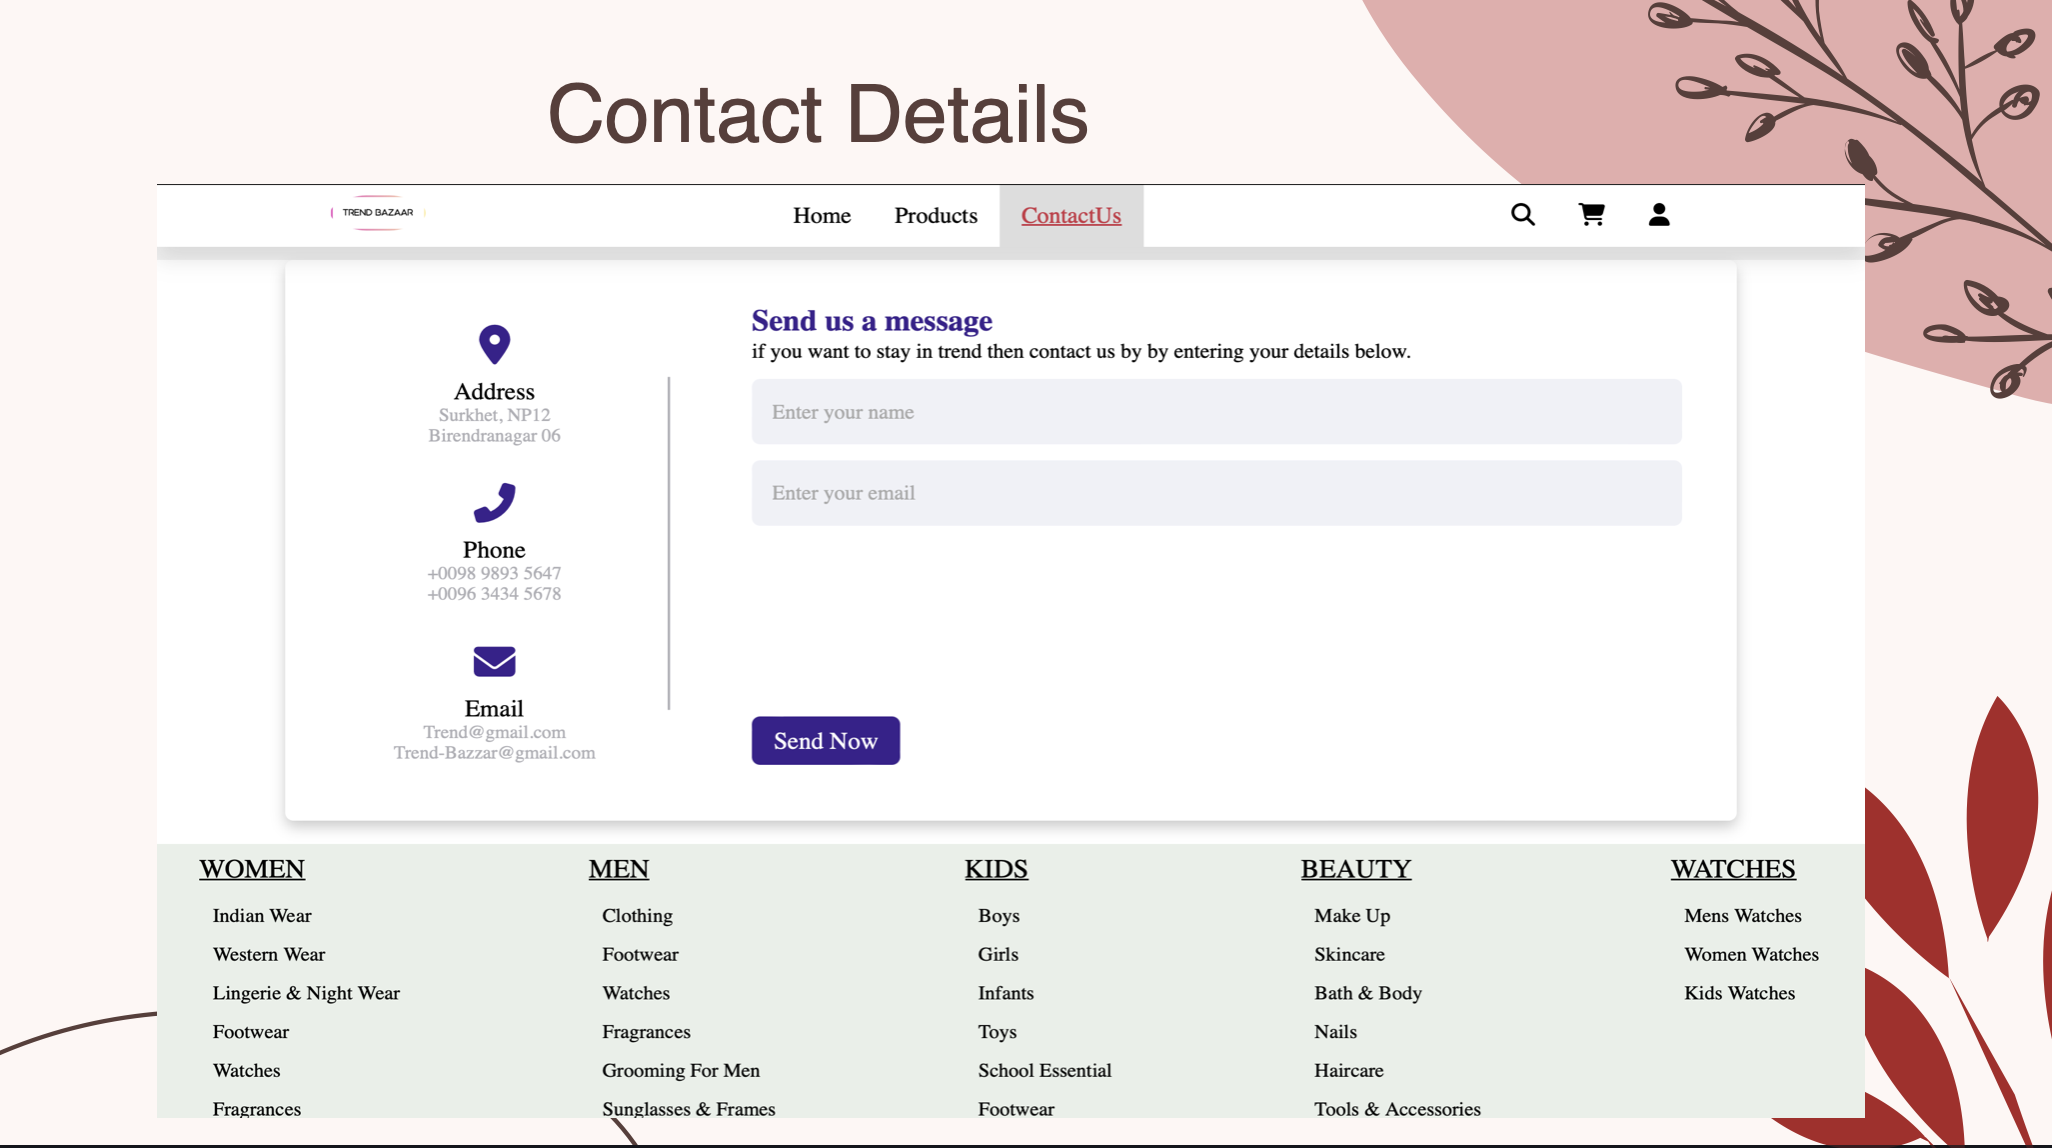 Contact Details
TREND BAZAAR
Home
Products
ContactUs
Address
Surkhet, NP12
Birendranagar 06
Phone
+0098 9893 5647
+0096 3434 5678
Email
Trend@gmail.com
Trend-Bazzar@gmail.com
Send us a message
if you want to stay in trend then contact us by by entering your details below.
Enter your name
Enter your email
Send Now
WOMEN
Indian Wear
Western Wear
Lingerie & Night Wear
Footwear
Watches
Fragrances
MEN
Clothing
Footwear
Watches
Fragrances
Grooming For Men
Sunglasses & Frames
KIDS
Boys
Girls
Infants
Toys
School Essential
Footwear
BEAUTY
Make Up
Skincare
Bath & Body
Nails
Haircare
Tools & Accessories
WATCHES
Mens Watches
Women Watches
Kids Watches